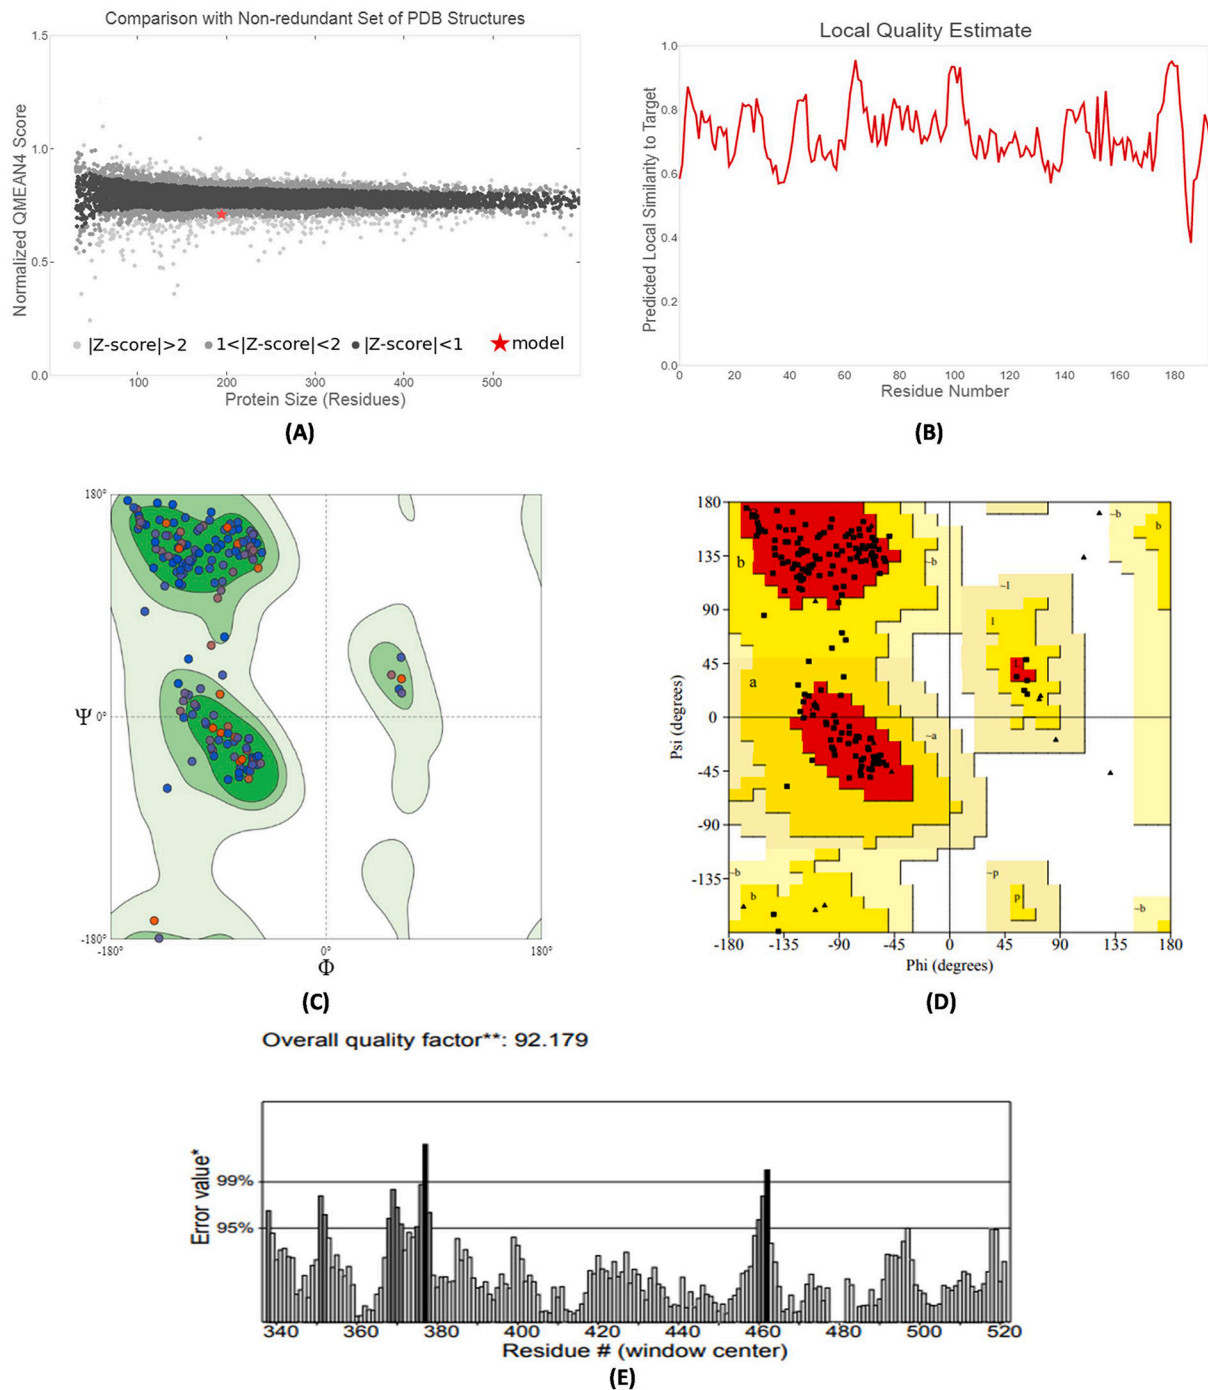 Comparison with Non-redundant Set of PDB Structures
1.5
1.0
0.5
0.0
Normalized QMEAN4 Score
|Z-score|>2 1<|Z-score|<2 |Z-score|<1 model
100 200 300 400 500
Protein Size (Residues)
(A)
Local Quality Estimate
1.0
0.8
0.6
0.4
0.2
0.0
Predicted Local Similarity to Target
0 20 40 60 80 100 120 140 160 180
Residue Number
(B)
180°
Ψ 0°
-180°
-180° 0° 180°
Φ
(C)
180
135
90
45
0
-45
-90
-135
-180
Psi (degrees)
~b b
b ~b
~l
l
L
a
~a
~b ~p
b p ~b
-180 -135 -90 -45 0 45 90 135 180
Phi (degrees)
(D)
Overall quality factor**: 92.179
Error value*
99%
95%
340 360 380 400 420 440 460 480 500 520
Residue # (window center)
(E)